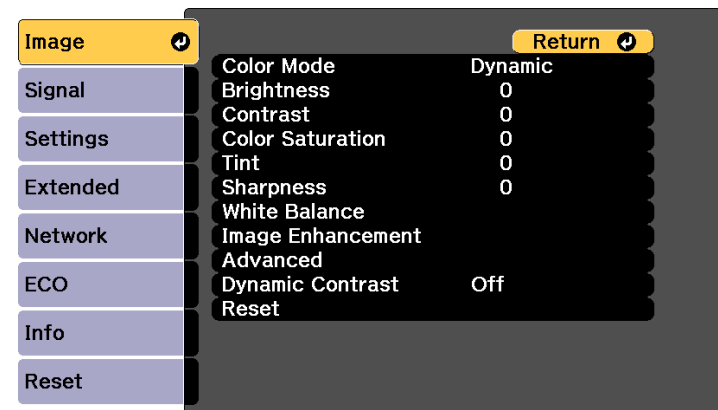 Image
Signal
Settings
Extended
Network
ECO
Info
Reset
Return
Color Mode Dynamic
Brightness 0
Contrast 0
Color Saturation 0
Tint 0
Sharpness 0
White Balance
Image Enhancement
Advanced
Dynamic Contrast Off
Reset